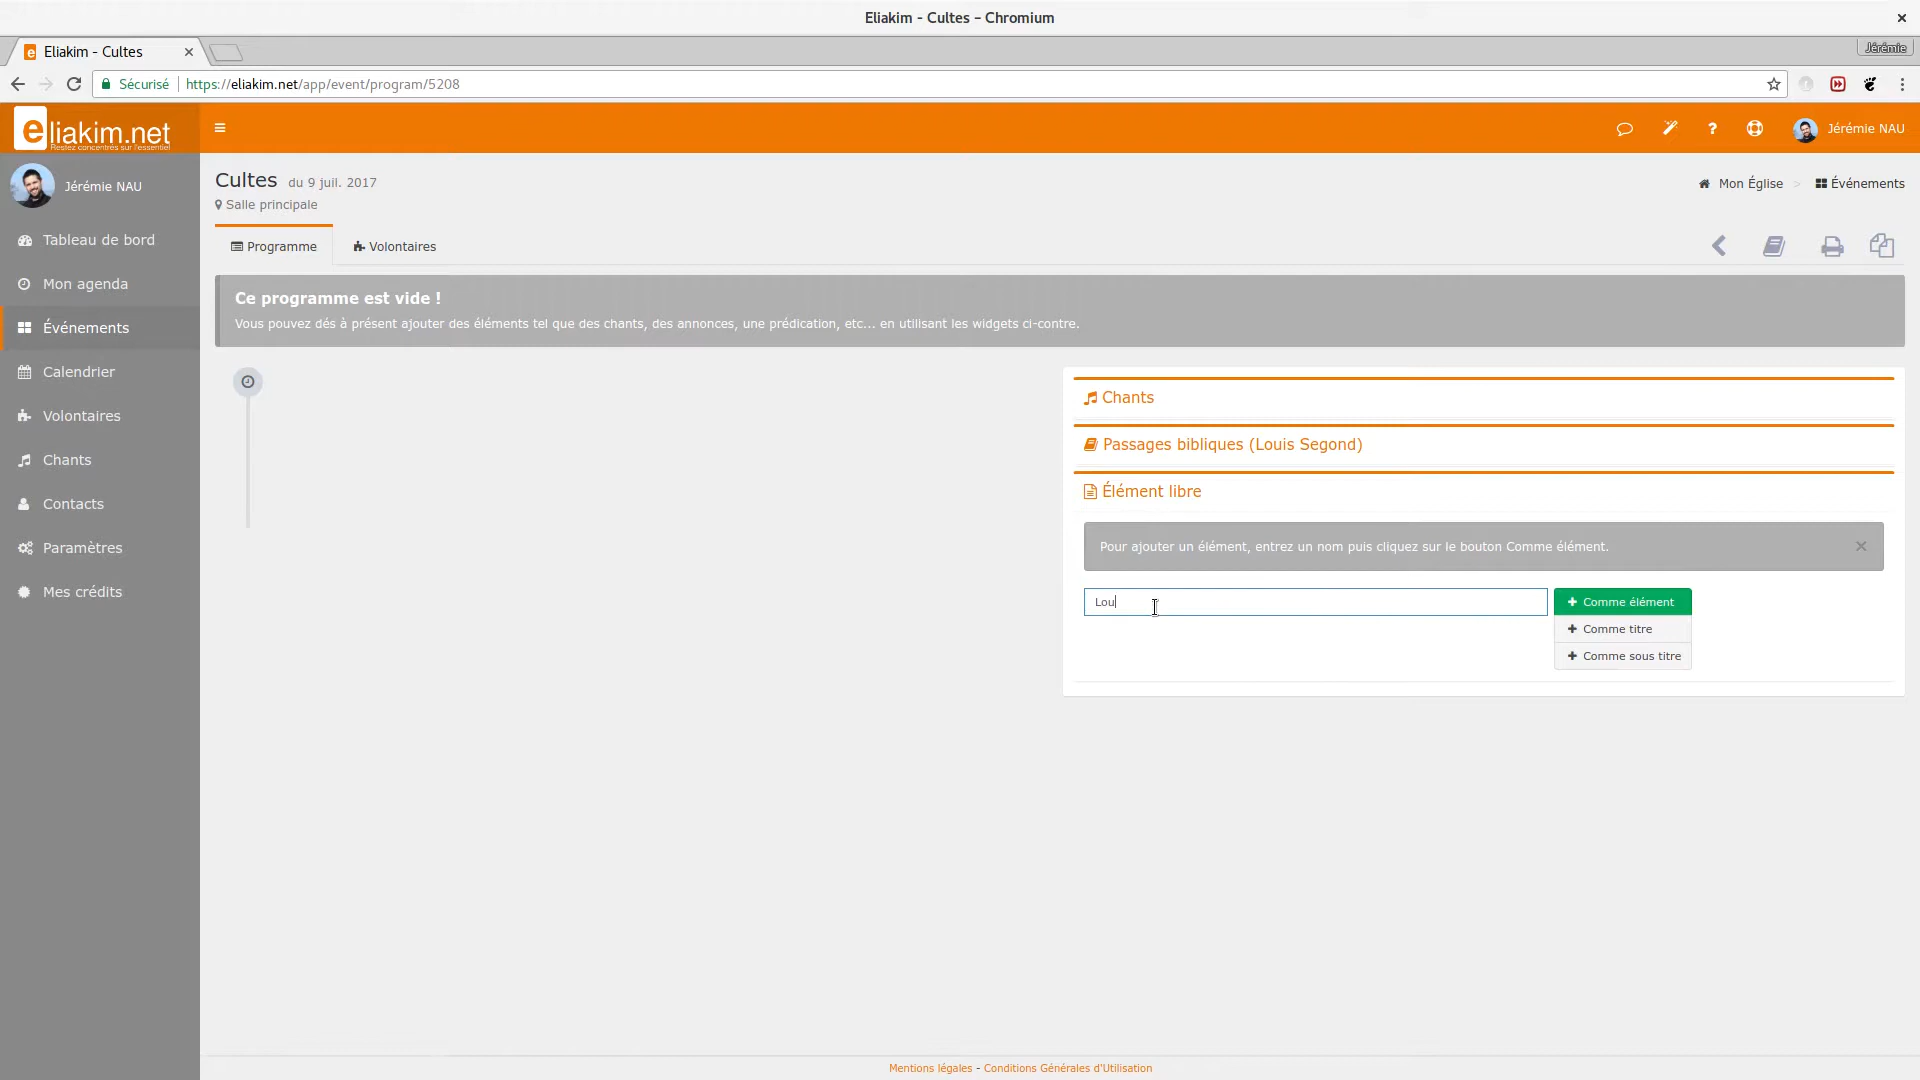 Eliakim - Cultes – Chromium
Eliakim - Cultes
Jérémie
Sécurisé
https://eliakim.net/app/event/program/5208
eliakim.net
Restez concentrés sur l'essentiel
Jérémie NAU
Jérémie NAU
Tableau de bord
Mon agenda
Événements
Calendrier
Volontaires
Chants
Contacts
Paramètres
Mes crédits
Cultes du 9 juil. 2017
Salle principale
Mon Église > Événements
Programme
Volontaires
Ce programme est vide !
Vous pouvez dés à présent ajouter des éléments tel que des chants, des annonces, une prédication, etc... en utilisant les widgets ci-contre.
Chants
Passages bibliques (Louis Segond)
Élément libre
Pour ajouter un élément, entrez un nom puis cliquez sur le bouton Comme élément.
Lou
Comme élément
Comme titre
Comme sous titre
Mentions légales - Conditions Générales d'Utilisation